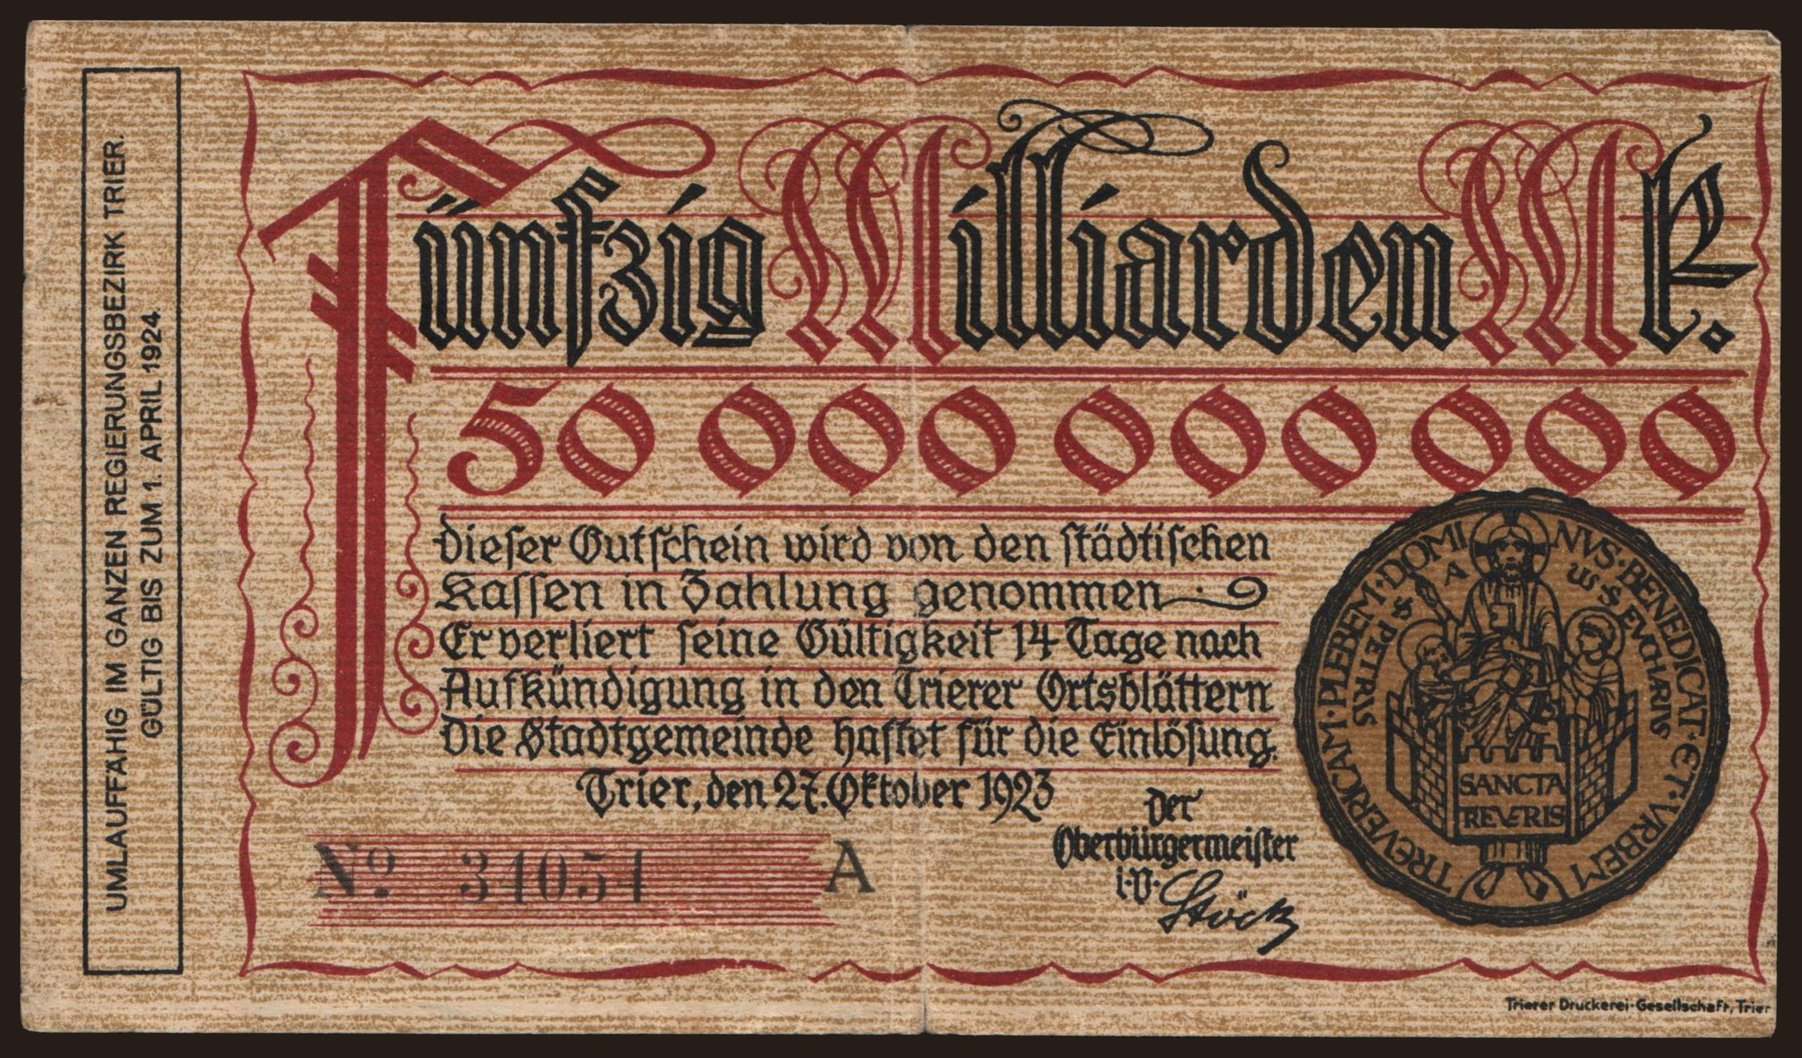 UMLAUFFÄHIG IM GANZEN REGIERUNGSBEZIRK TRIER.
GÜLTIG BIS ZUM 1. APRIL 1924.
Fünfzig Milliarden Mk.
50 000 000 000
Dieser Gutschein wird von den städtischen
Kassen in Zahlung genommen
Er verliert seine Gültigkeit 14 Tage nach
Aufkündigung in den Trierer Ortsblättern
Die Stadtgemeinde haftet für die Einlösung.
Trier, den 27. Oktober 1923
Der
Oberbürgermeister
i.V.
Stöck
No. 34054 A
TREVERICAM·PLEBEM·DOMINVS·BENEDICAT·ET·VRBEM
A W
S PETRVS
S EVCHARIVS
SANCTA
TREVERIS
Trierer Druckerei-Gesellschaft, Trier